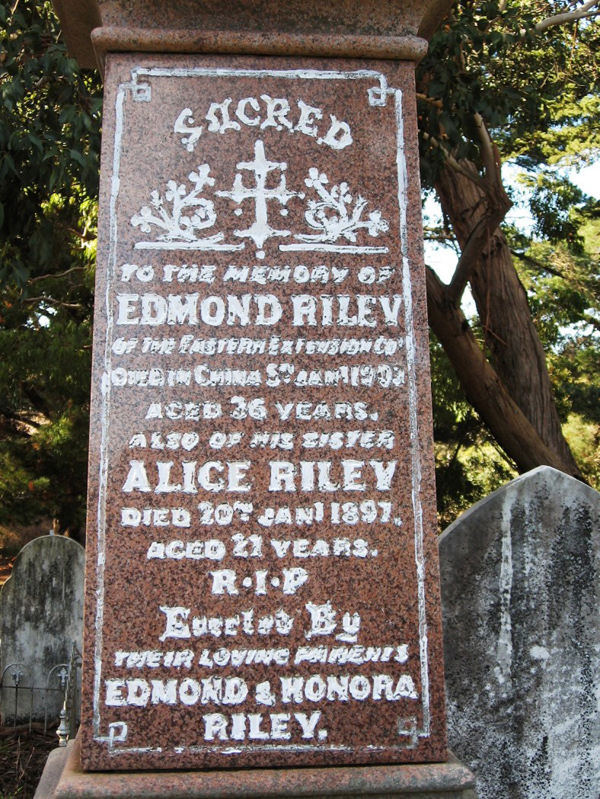 SACRED
TO THE MEMORY OF
EDMOND RILEY
OF THE EASTERN EXTENSION CO
DIED IN CHINA 5TH JANY
AGED 36 YEARS.
ALSO OF HIS SISTER
ALICE RILEY
DIED 20TH JANY 1897.
AGED 21 YEARS.
R·I·P
Erected By
THEIR LOVING PARENTS
EDMOND & HONORA
RILEY.